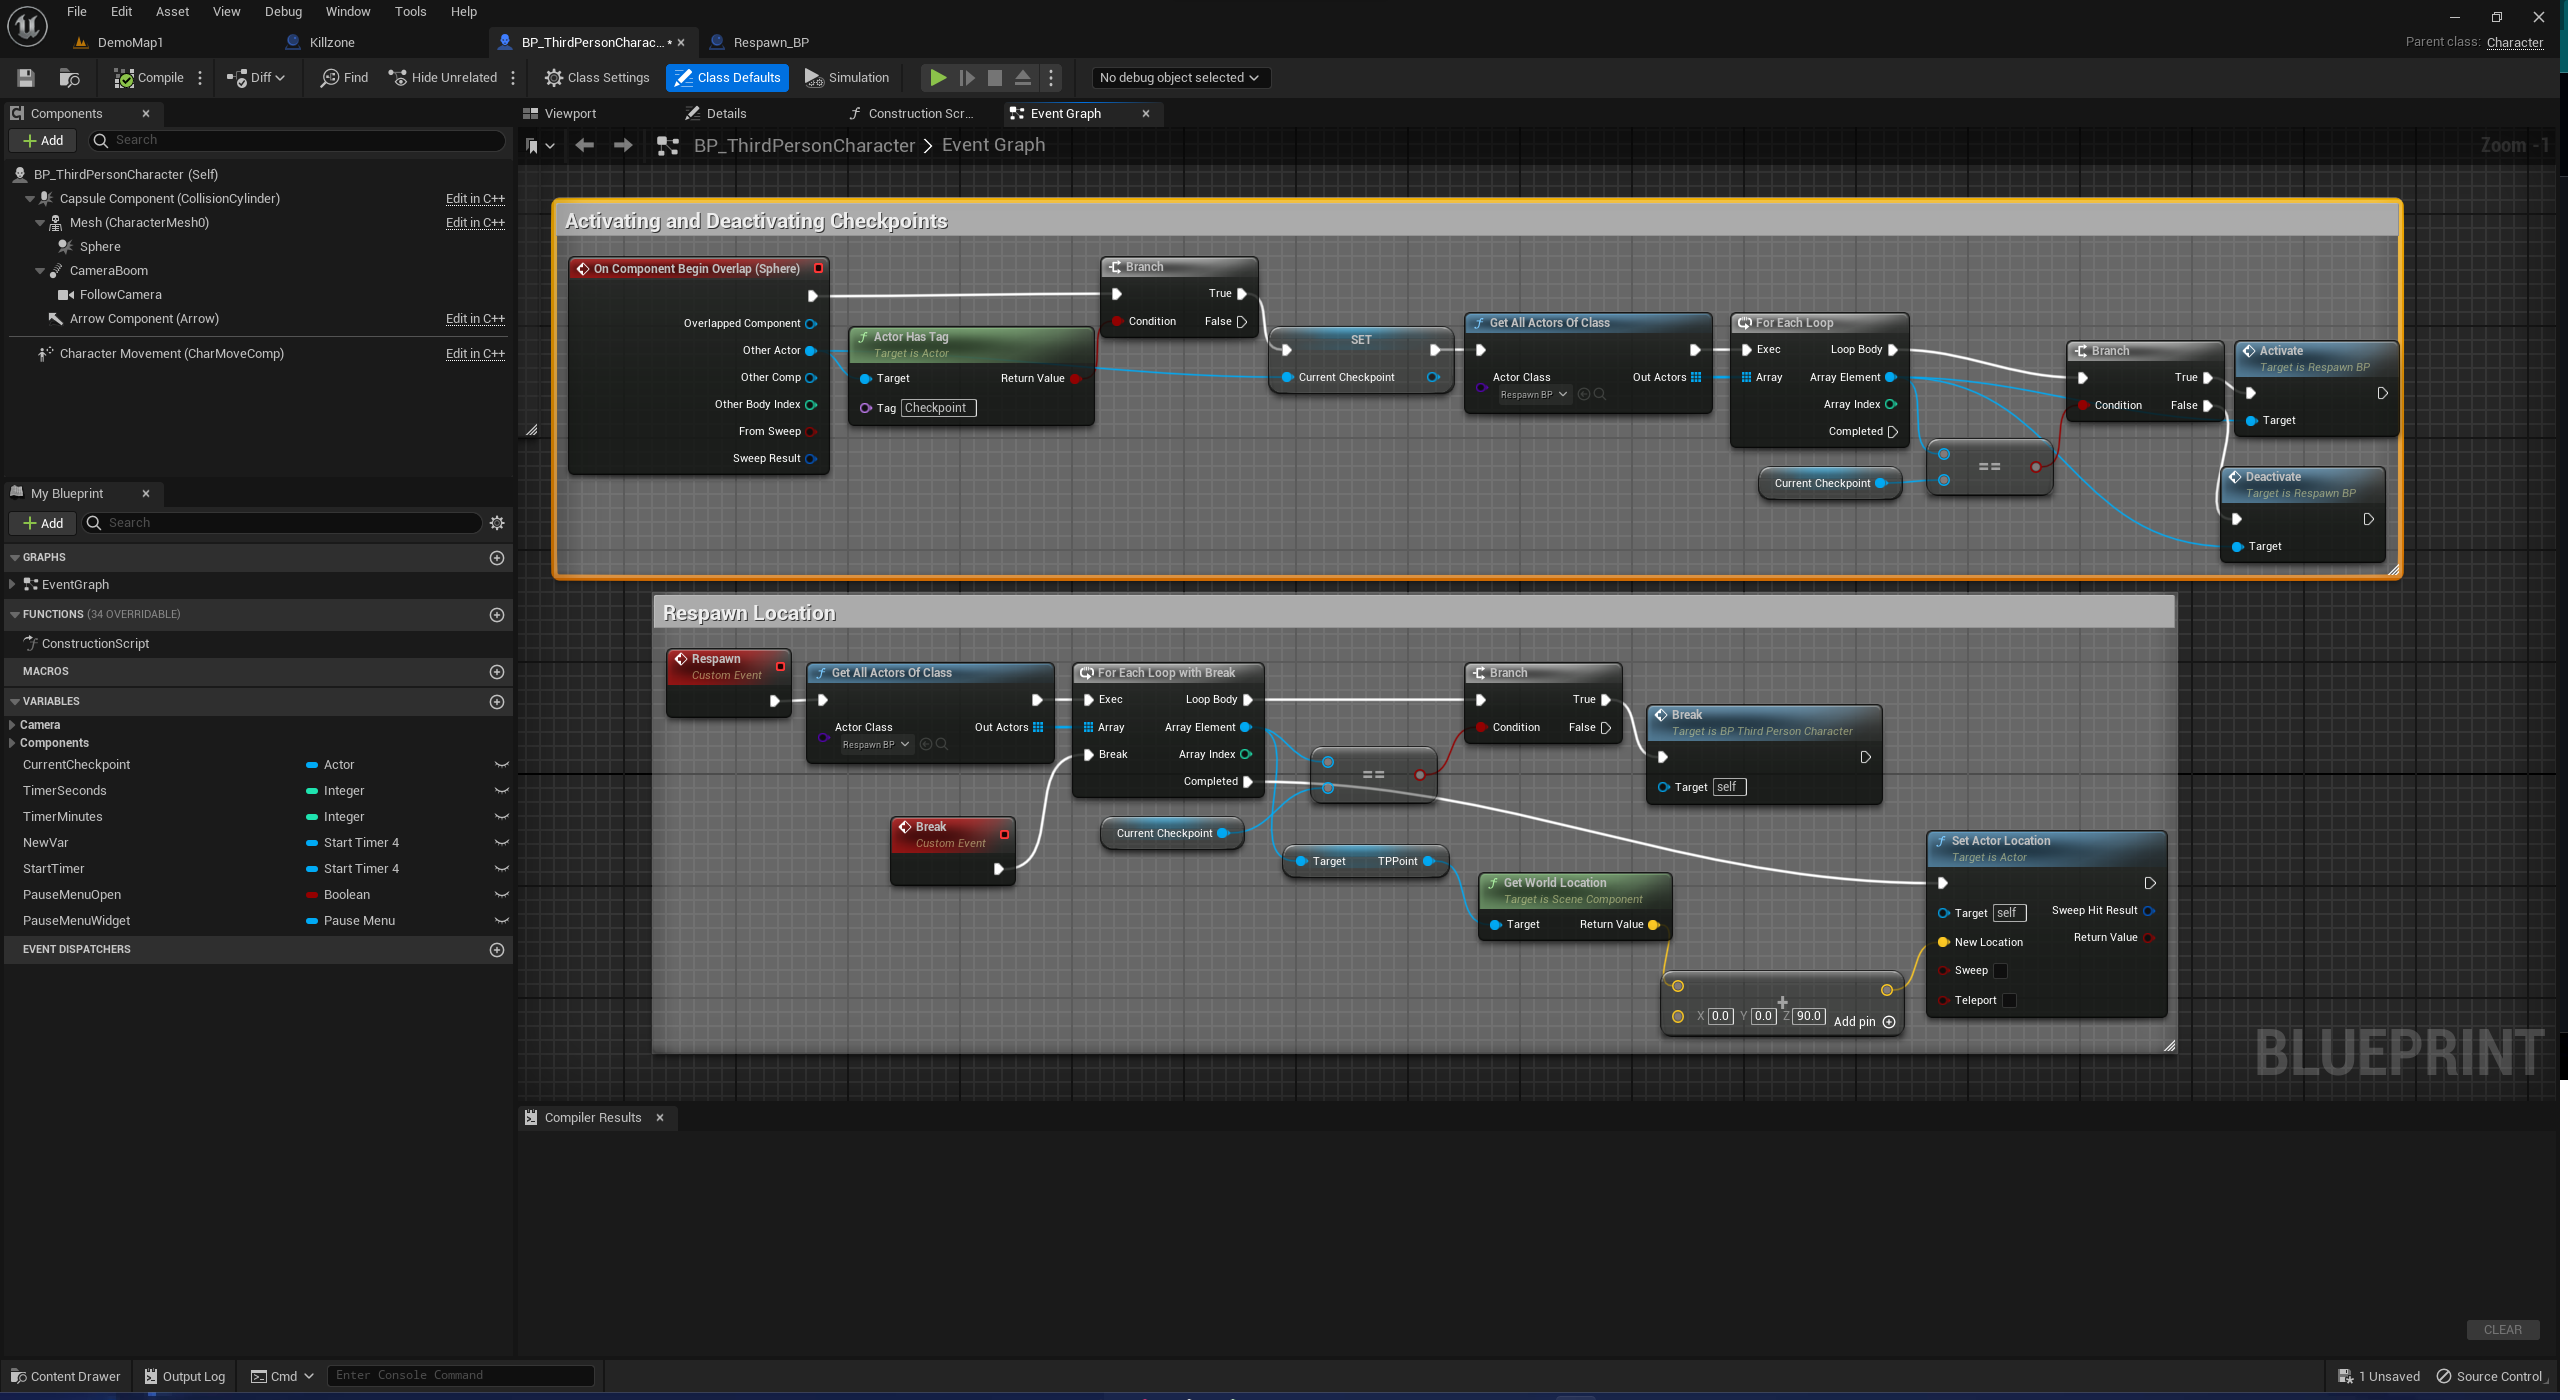 File Edit Asset View Debug Window Tools Help
DemoMap1 Killzone BP_ThirdPersonCharac... • Respawn_BP
Parent class: Character
Compile Diff Find Hide Unrelated Class Settings Class Defaults Simulation No debug object selected
Components
Add Search
BP_ThirdPersonCharacter (Self)
Capsule Component (CollisionCylinder) Edit in C++
Mesh (CharacterMesh0) Edit in C++
Sphere
CameraBoom
FollowCamera
Arrow Component (Arrow) Edit in C++
Character Movement (CharMoveComp) Edit in C++
My Blueprint
Add Search
GRAPHS
EventGraph
FUNCTIONS (34 OVERRIDABLE)
ConstructionScript
MACROS
VARIABLES
Camera
Components
CurrentCheckpoint Actor
TimerSeconds Integer
TimerMinutes Integer
NewVar Start Timer 4
StartTimer Start Timer 4
PauseMenuOpen Boolean
PauseMenuWidget Pause Menu
EVENT DISPATCHERS
Viewport Details Construction Scr... Event Graph
BP_ThirdPersonCharacter > Event Graph
Zoom -1
Activating and Deactivating Checkpoints
On Component Begin Overlap (Sphere)
Overlapped Component
Other Actor
Other Comp
Other Body Index
From Sweep
Sweep Result
Actor Has Tag
Target is Actor
Target Return Value
Tag Checkpoint
Branch
True
Condition False
SET
Current Checkpoint
Get All Actors Of Class
Actor Class Out Actors
Respawn BP
For Each Loop
Exec Loop Body
Array Array Element
Array Index
Completed
Current Checkpoint
==
Branch
True
Condition False
Activate
Target is Respawn BP
Target
Deactivate
Target is Respawn BP
Target
Respawn Location
Respawn
Custom Event
Get All Actors Of Class
Actor Class Out Actors
Respawn BP
For Each Loop with Break
Exec Loop Body
Array Array Element
Break Array Index
Completed
Break
Custom Event
Current Checkpoint
==
Target TPPoint
Branch
True
Condition False
Break
Target is BP Third Person Character
Target self
Get World Location
Target is Scene Component
Target Return Value
+
X 0.0 Y 0.0 Z 90.0 Add pin
Set Actor Location
Target is Actor
Target self Sweep Hit Result
New Location Return Value
Sweep
Teleport
BLUEPRINT
Compiler Results
CLEAR
Content Drawer Output Log Cmd Enter Console Command 1 Unsaved Source Control